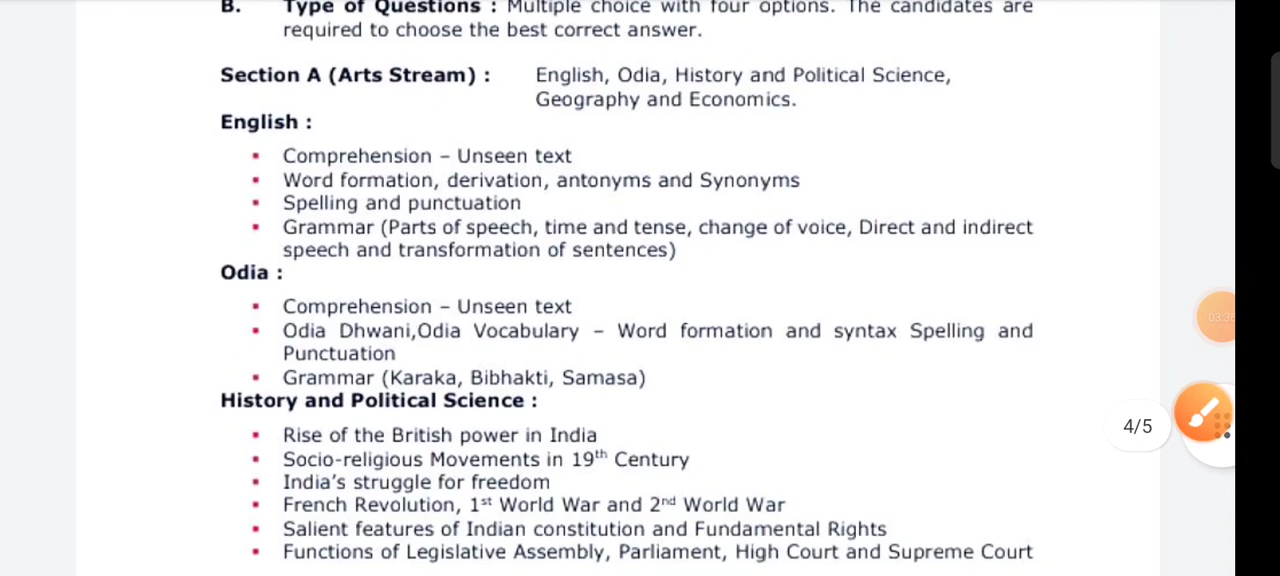 B. Type of Questions : Multiple choice with four options. The candidates are
required to choose the best correct answer.
Section A (Arts Stream) : English, Odia, History and Political Science,
Geography and Economics.
English :
▪ Comprehension – Unseen text
▪ Word formation, derivation, antonyms and Synonyms
▪ Spelling and punctuation
▪ Grammar (Parts of speech, time and tense, change of voice, Direct and indirect
speech and transformation of sentences)
Odia :
▪ Comprehension – Unseen text
▪ Odia Dhwani,Odia Vocabulary – Word formation and syntax Spelling and
Punctuation
▪ Grammar (Karaka, Bibhakti, Samasa)
History and Political Science :
▪ Rise of the British power in India
▪ Socio-religious Movements in 19th Century
▪ India's struggle for freedom
▪ French Revolution, 1st World War and 2nd World War
▪ Salient features of Indian constitution and Fundamental Rights
▪ Functions of Legislative Assembly, Parliament, High Court and Supreme Court
4/5